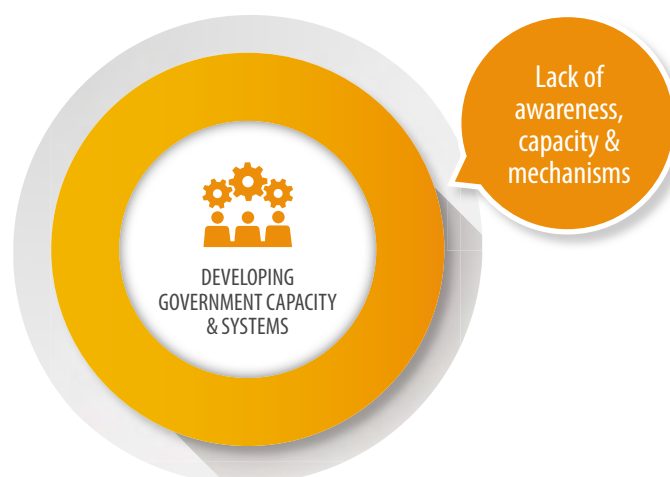 Lack of
awareness,
capacity &
mechanisms
DEVELOPING
GOVERNMENT CAPACITY
& SYSTEMS